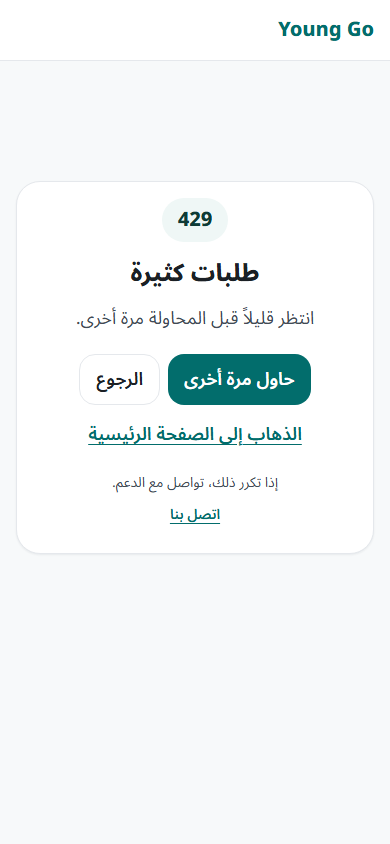 Young Go
429
طلبات كثيرة
انتظر قليلاً قبل المحاولة مرة أخرى.
حاول مرة أخرى
الرجوع
الذهاب إلى الصفحة الرئيسية
إذا تكرر ذلك، تواصل مع الدعم.
اتصل بنا